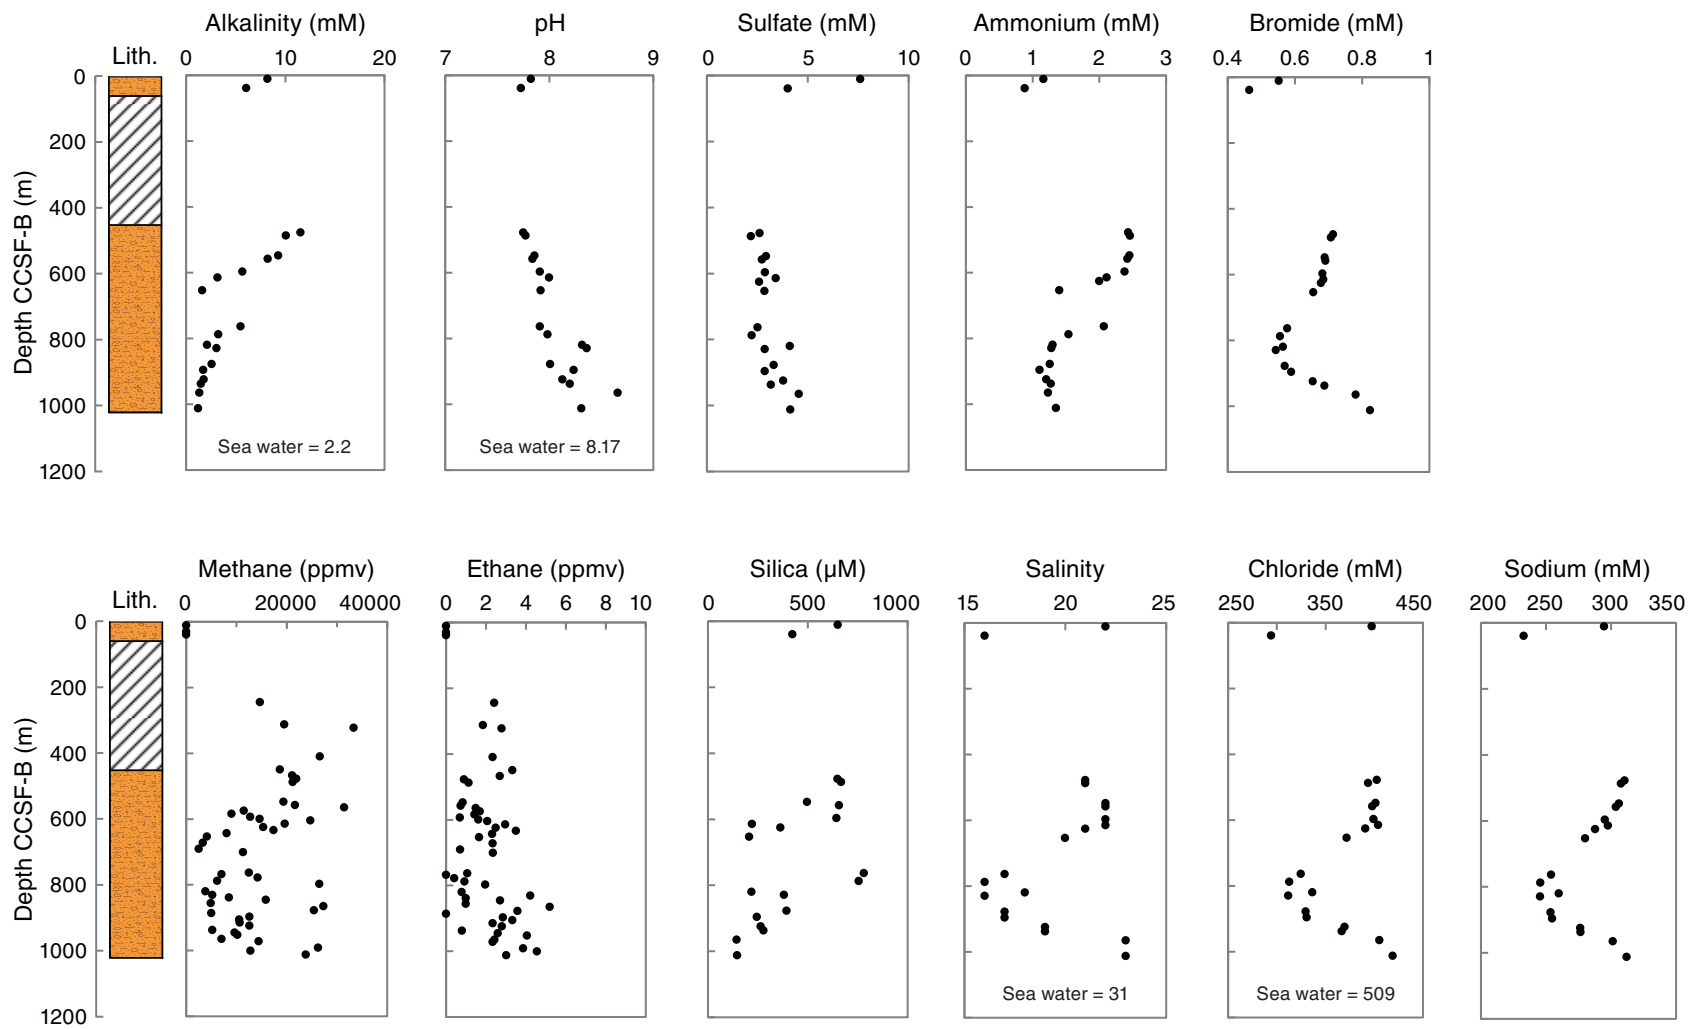 Alkalinity (mM) pH Sulfate (mM) Ammonium (mM) Bromide (mM)
Lith. 0 10 20 7 8 9 0 5 10 0 1 2 3 0.4 0.6 0.8 1
0
200
400
600
800
1000
1200
Depth CCSF-B (m)
Sea water = 2.2 Sea water = 8.17
Methane (ppmv) Ethane (ppmv) Silica (µM) Salinity Chloride (mM) Sodium (mM)
Lith. 0 20000 40000 0 2 4 6 8 10 0 500 1000 15 20 25 250 350 450 200 250 300 350
0
200
400
600
800
1000
1200
Depth CCSF-B (m)
Sea water = 31 Sea water = 509